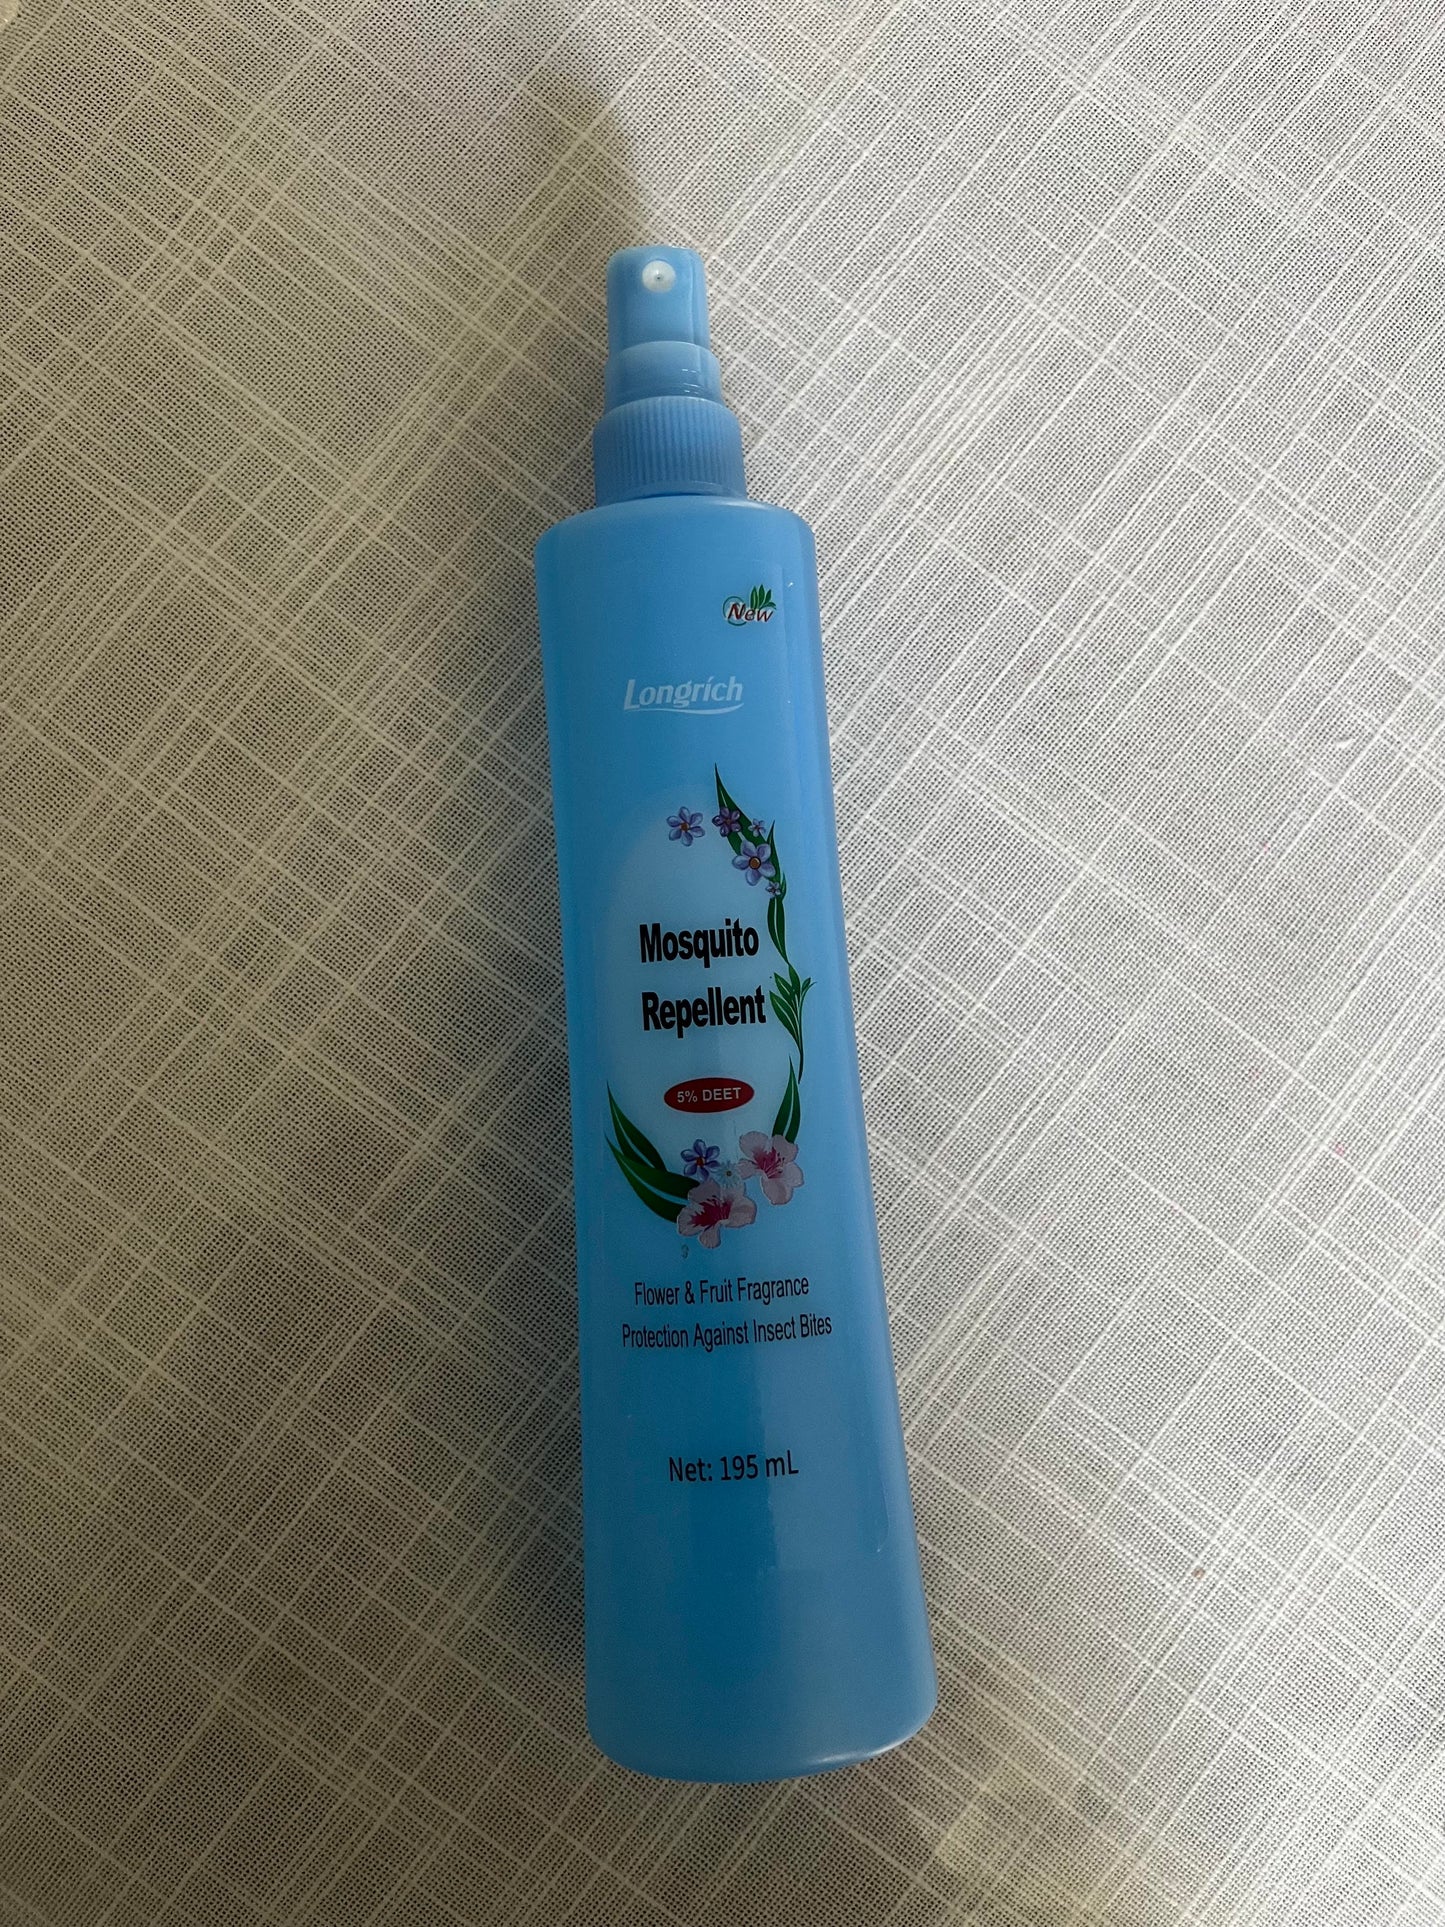 New
Longrich
Mosquito
Repellent
5% DEET
Flower & Fruit Fragrance
Protection Against Insect Bites
Net: 195 mL